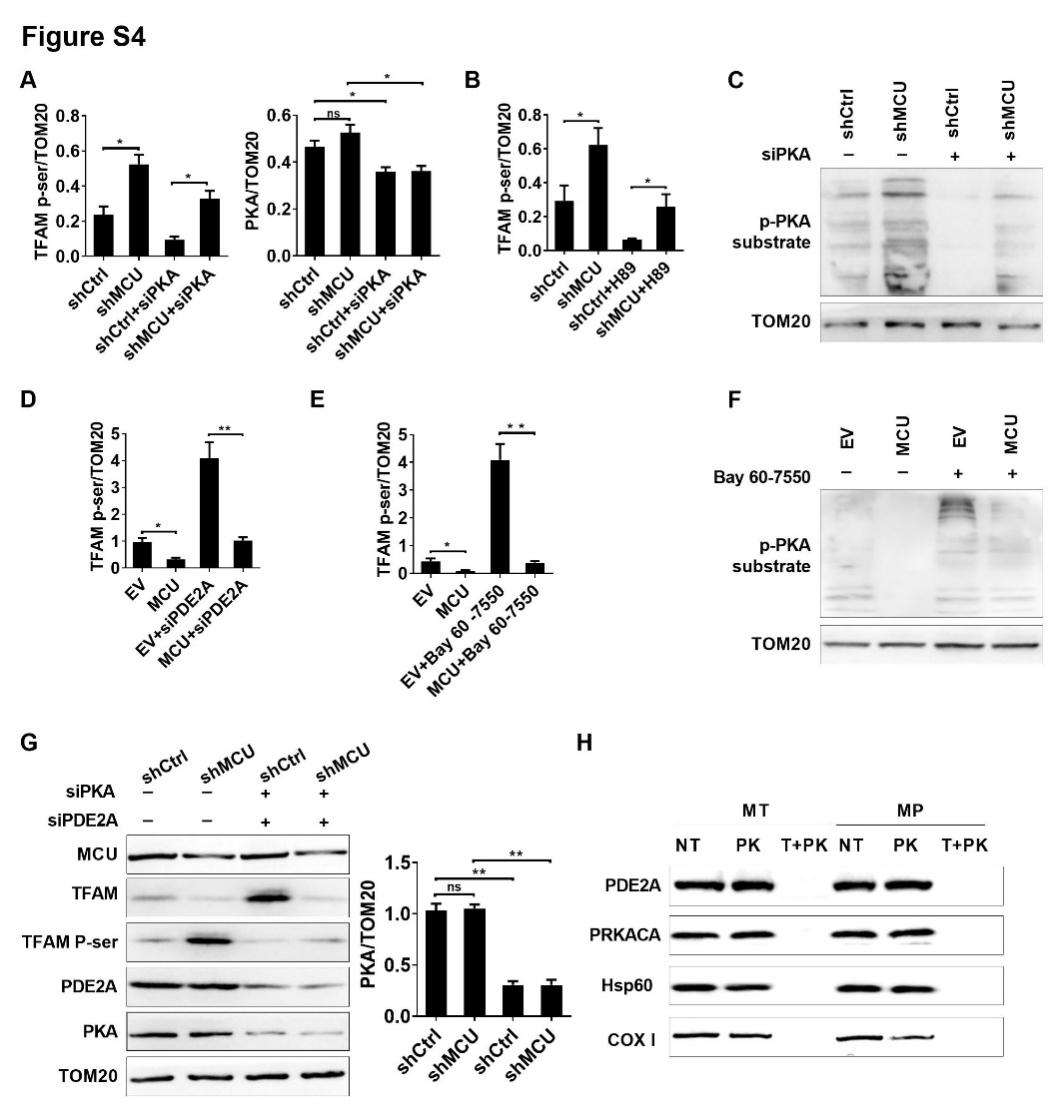 Figure S4
A
TFAM p-ser/TOM20
0.8
0.6
0.4
0.2
0.0
*
*
shCtrl
shMCU
shCtrl+siPKA
shMCU+siPKA
PKA/TOM20
0.6
0.4
0.2
0.0
*
*
ns
shCtrl
shMCU
shCtrl+siPKA
shMCU+siPKA
B
TFAM p-ser/TOM20
0.8
0.6
0.4
0.2
0.0
*
*
shCtrl
shMCU
shCtrl+H89
shMCU+H89
C
shCtrl
shMCU
shCtrl
shMCU
siPKA – – + +
p-PKA
substrate
TOM20
D
TFAM p-ser/TOM20
5
4
3
2
1
0
*
**
EV
MCU
EV+siPDE2A
MCU+siPDE2A
E
TFAM p-ser/TOM20
5
4
3
2
1
0
*
* *
EV
MCU
EV+Bay 60 -7550
MCU+Bay 60-7550
F
EV
MCU
EV
MCU
Bay 60-7550 – – + +
p-PKA
substrate
TOM20
G
shCtrl
shMCU
shCtrl
shMCU
siPKA – – + +
siPDE2A – – + +
MCU
TFAM
TFAM P-ser
PDE2A
PKA
TOM20
PKA/TOM20
1.5
1.0
0.5
0.0
**
**
ns
shCtrl
shMCU
shCtrl
shMCU
H
MT MP
NT PK T+PK NT PK T+PK
PDE2A
PRKACA
Hsp60
COX I